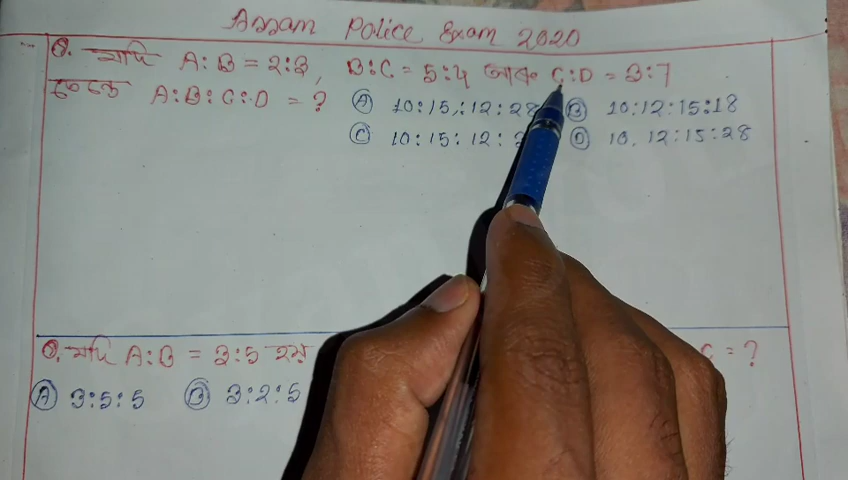 Assam Police Exam 2020
Q. যদি A:B = 2:3, B:C = 5:4 আৰু C:D = 3:7
তেন্তে A:B:C:D = ?
Ⓐ 10:15,:12:28 Ⓑ 10:12:15:18
Ⓒ 10:15:12: Ⓓ 10, 12:15:28
Q. যদি A:B = 3:5 হয় C = ?
Ⓐ 3:5:5 Ⓑ 3:2:5